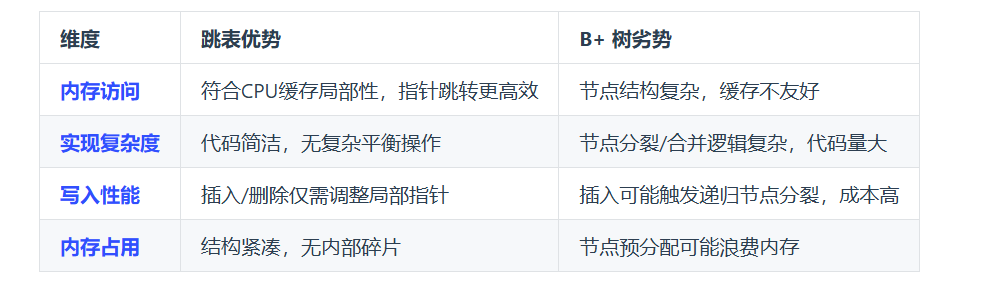 维度 跳表优势 B+ 树劣势
内存访问 符合CPU缓存局部性，指针跳转更高效 节点结构复杂，缓存不友好
实现复杂度 代码简洁，无复杂平衡操作 节点分裂/合并逻辑复杂，代码量大
写入性能 插入/删除仅需调整局部指针 插入可能触发递归节点分裂，成本高
内存占用 结构紧凑，无内部碎片 节点预分配可能浪费内存